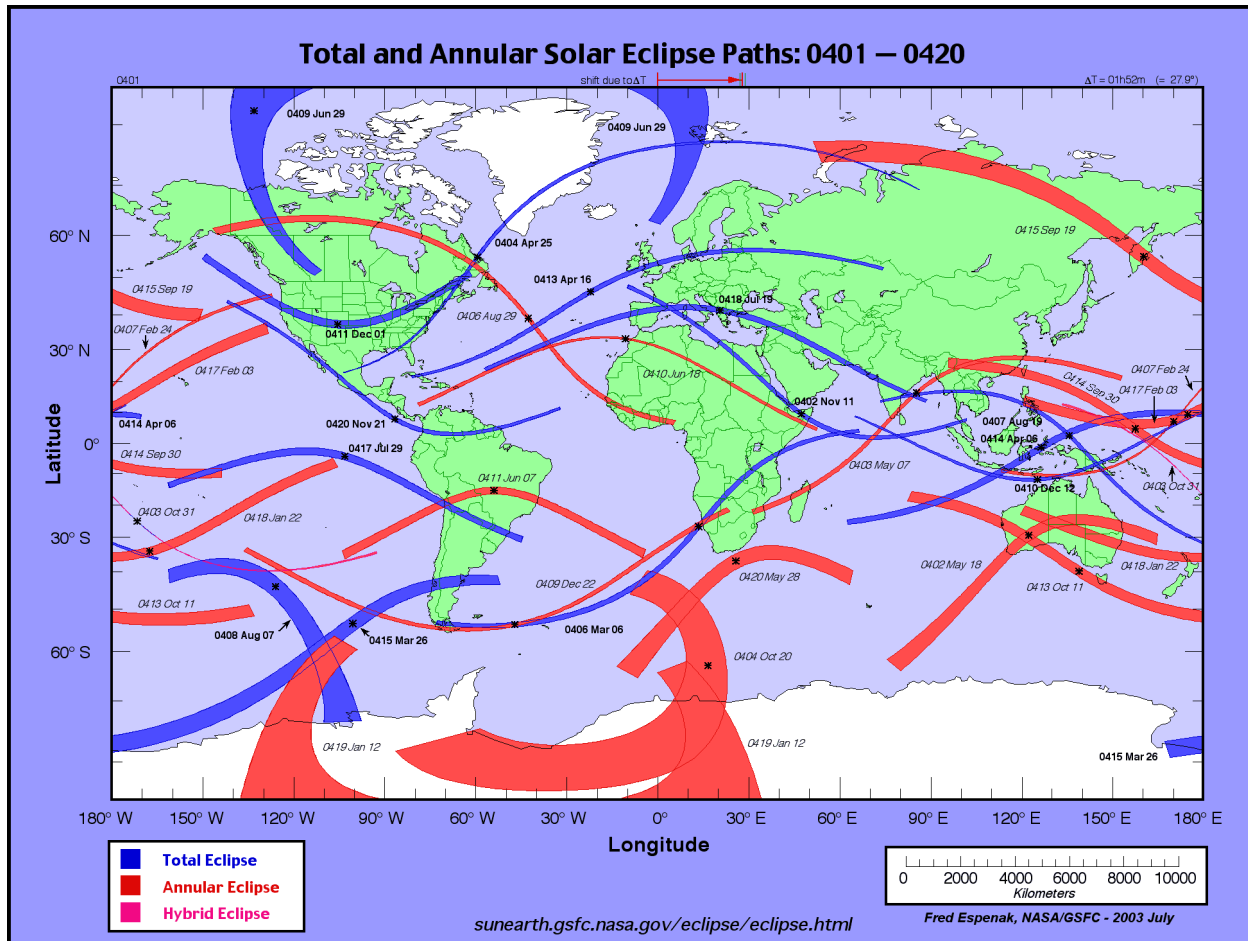 Total and Annular Solar Eclipse Paths: 0401 — 0420
0401
shift due to ΔT
ΔT = 01h52m (= 27.9°)
0409 Jun 29
0409 Jun 29
0415 Sep 19
60° N
0404 Apr 25
0413 Apr 16
0415 Sep 19
0418 Jul 19
0406 Aug 29
0407 Feb 24
0411 Dec 01
30° N
0417 Feb 03
0410 Jun 18
0407 Feb 24
0414 Sep 30
0417 Feb 03
0402 Nov 11
0414 Apr 06
0420 Nov 21
0407 Aug 19
0° 
0417 Jul 29
0414 Apr 06
0414 Sep 30
0403 May 07
0411 Jun 07
0410 Dec 12
0403 Oct 31
0403 Oct 31
0418 Jan 22
30° S
0402 May 18
0418 Jan 22
0409 Dec 22
0420 May 28
0413 Oct 11
0413 Oct 11
0408 Aug 07
0415 Mar 26
0406 Mar 06
60° S
0404 Oct 20
0419 Jan 12
0419 Jan 12
0415 Mar 26
Latitude
180° W
150° W
120° W
90° W
60° W
30° W
0°
30° E
60° E
90° E
120° E
150° E
180° E
Longitude
Total Eclipse
Annular Eclipse
Hybrid Eclipse
0 2000 4000 6000 8000 10000
Kilometers
sunearth.gsfc.nasa.gov/eclipse/eclipse.html
Fred Espenak, NASA/GSFC - 2003 July